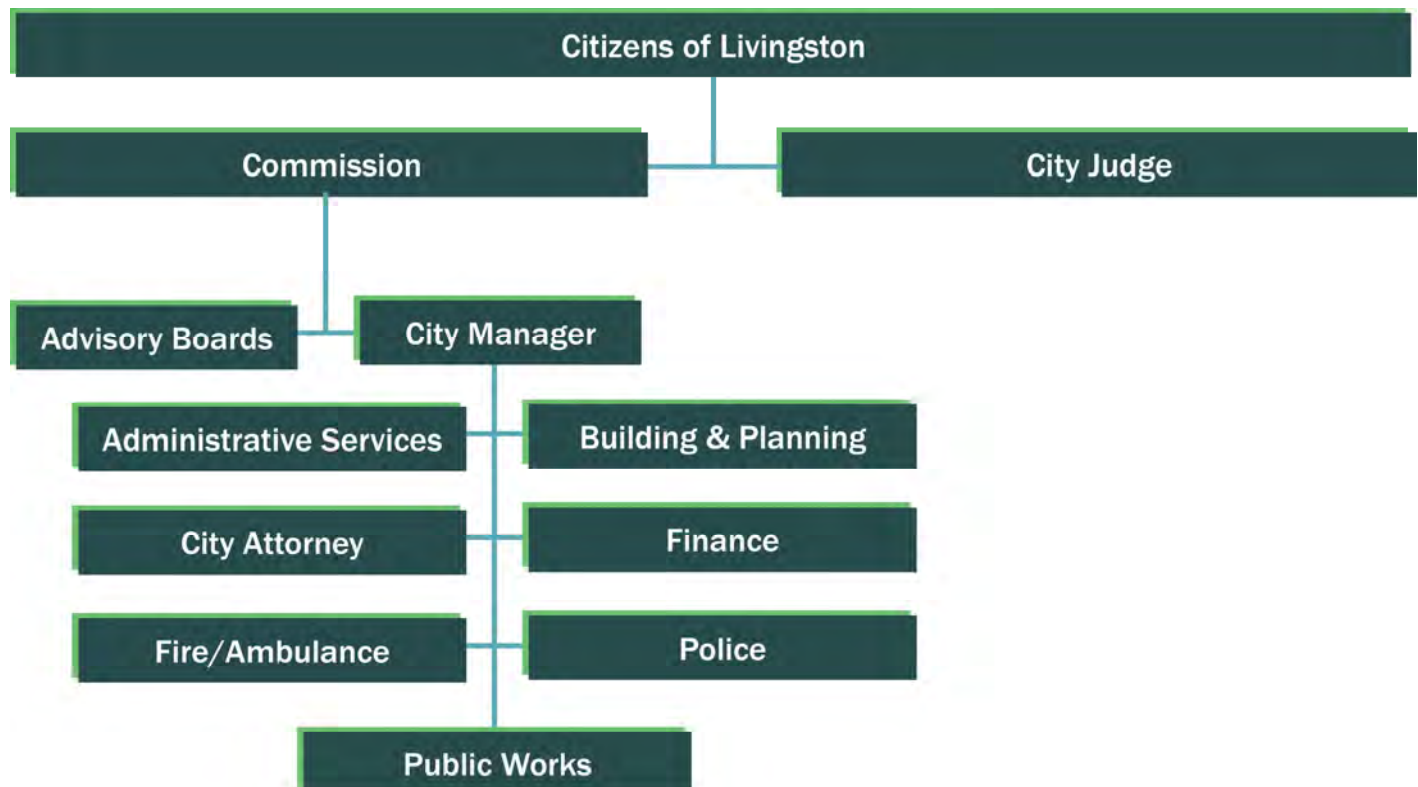 Citizens of Livingston
Commission
City Judge
Advisory Boards
City Manager
Administrative Services
Building & Planning
City Attorney
Finance
Fire/Ambulance
Police
Public Works